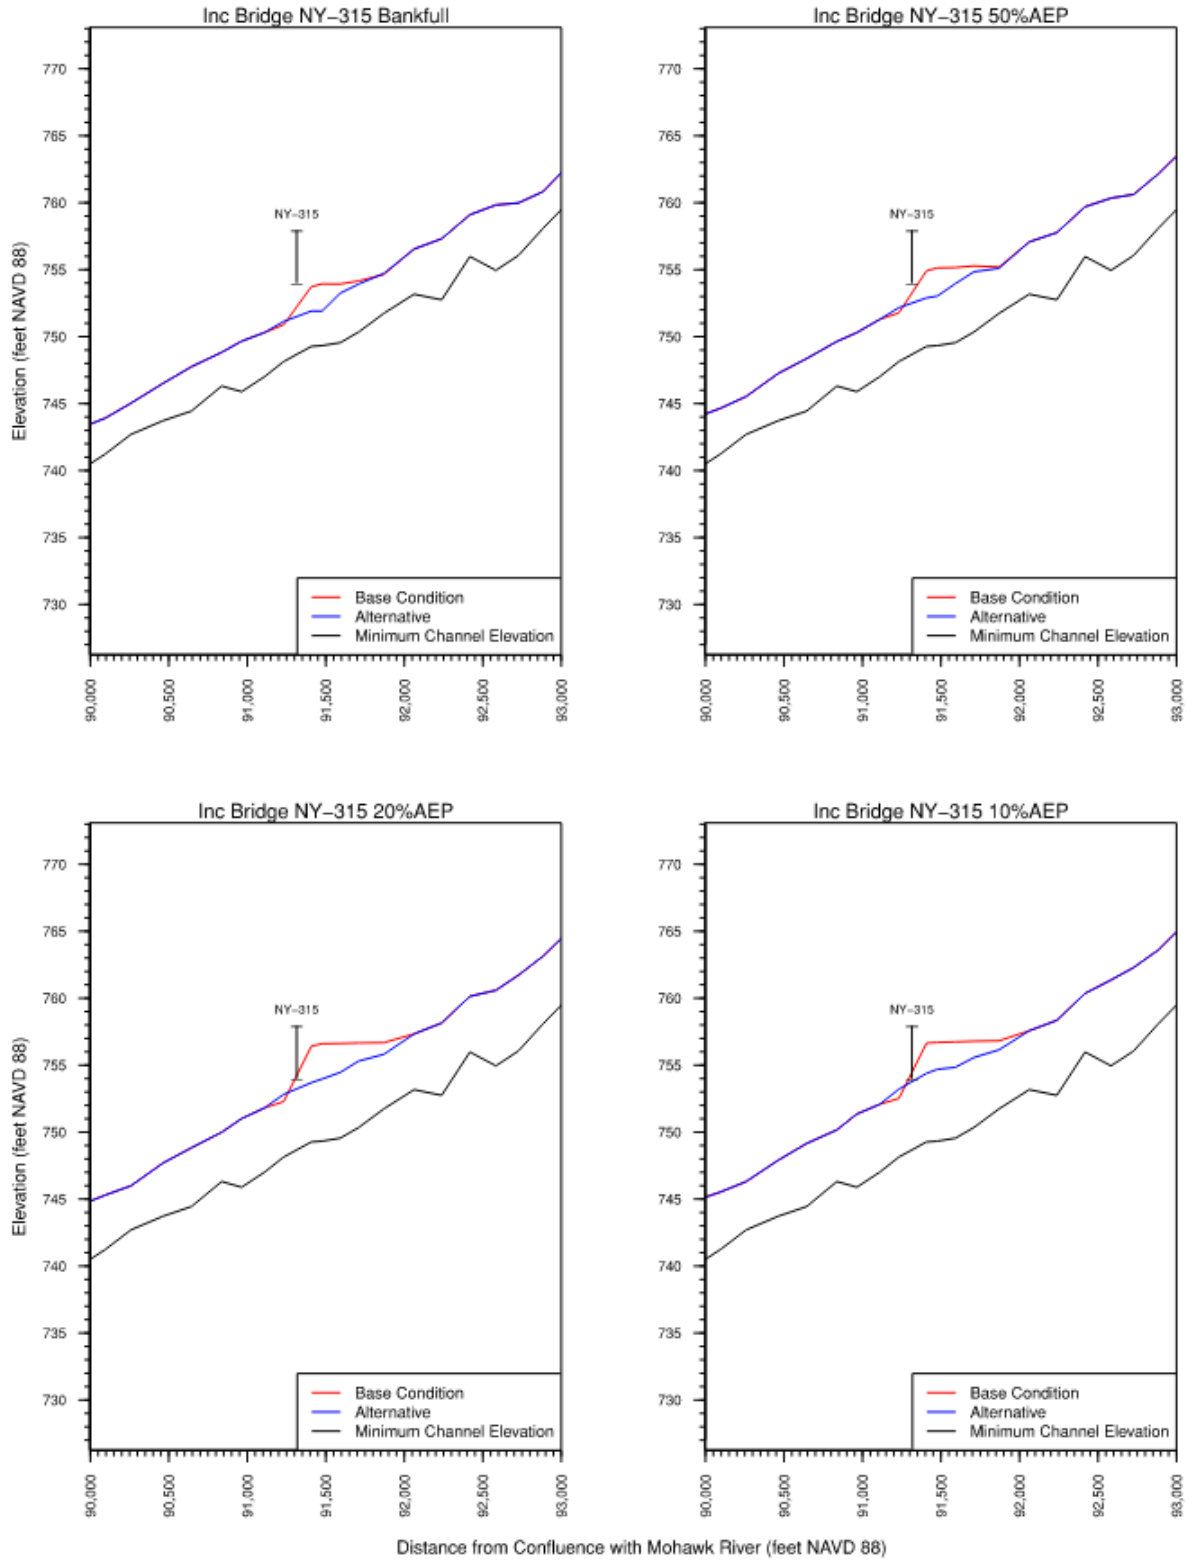 Inc Bridge NY−315 Bankfull
Elevation (feet NAVD 88)
770
765
760
755
750
745
740
735
730
NY−315
Base Condition
Alternative
Minimum Channel Elevation
90,000
90,500
91,000
91,500
92,000
92,500
93,000
Inc Bridge NY−315 50%AEP
770
765
760
755
750
745
740
735
730
NY−315
Base Condition
Alternative
Minimum Channel Elevation
90,000
90,500
91,000
91,500
92,000
92,500
93,000
Inc Bridge NY−315 20%AEP
Elevation (feet NAVD 88)
770
765
760
755
750
745
740
735
730
NY−315
Base Condition
Alternative
Minimum Channel Elevation
90,000
90,500
91,000
91,500
92,000
92,500
93,000
Inc Bridge NY−315 10%AEP
770
765
760
755
750
745
740
735
730
NY−315
Base Condition
Alternative
Minimum Channel Elevation
90,000
90,500
91,000
91,500
92,000
92,500
93,000
Distance from Confluence with Mohawk River (feet NAVD 88)